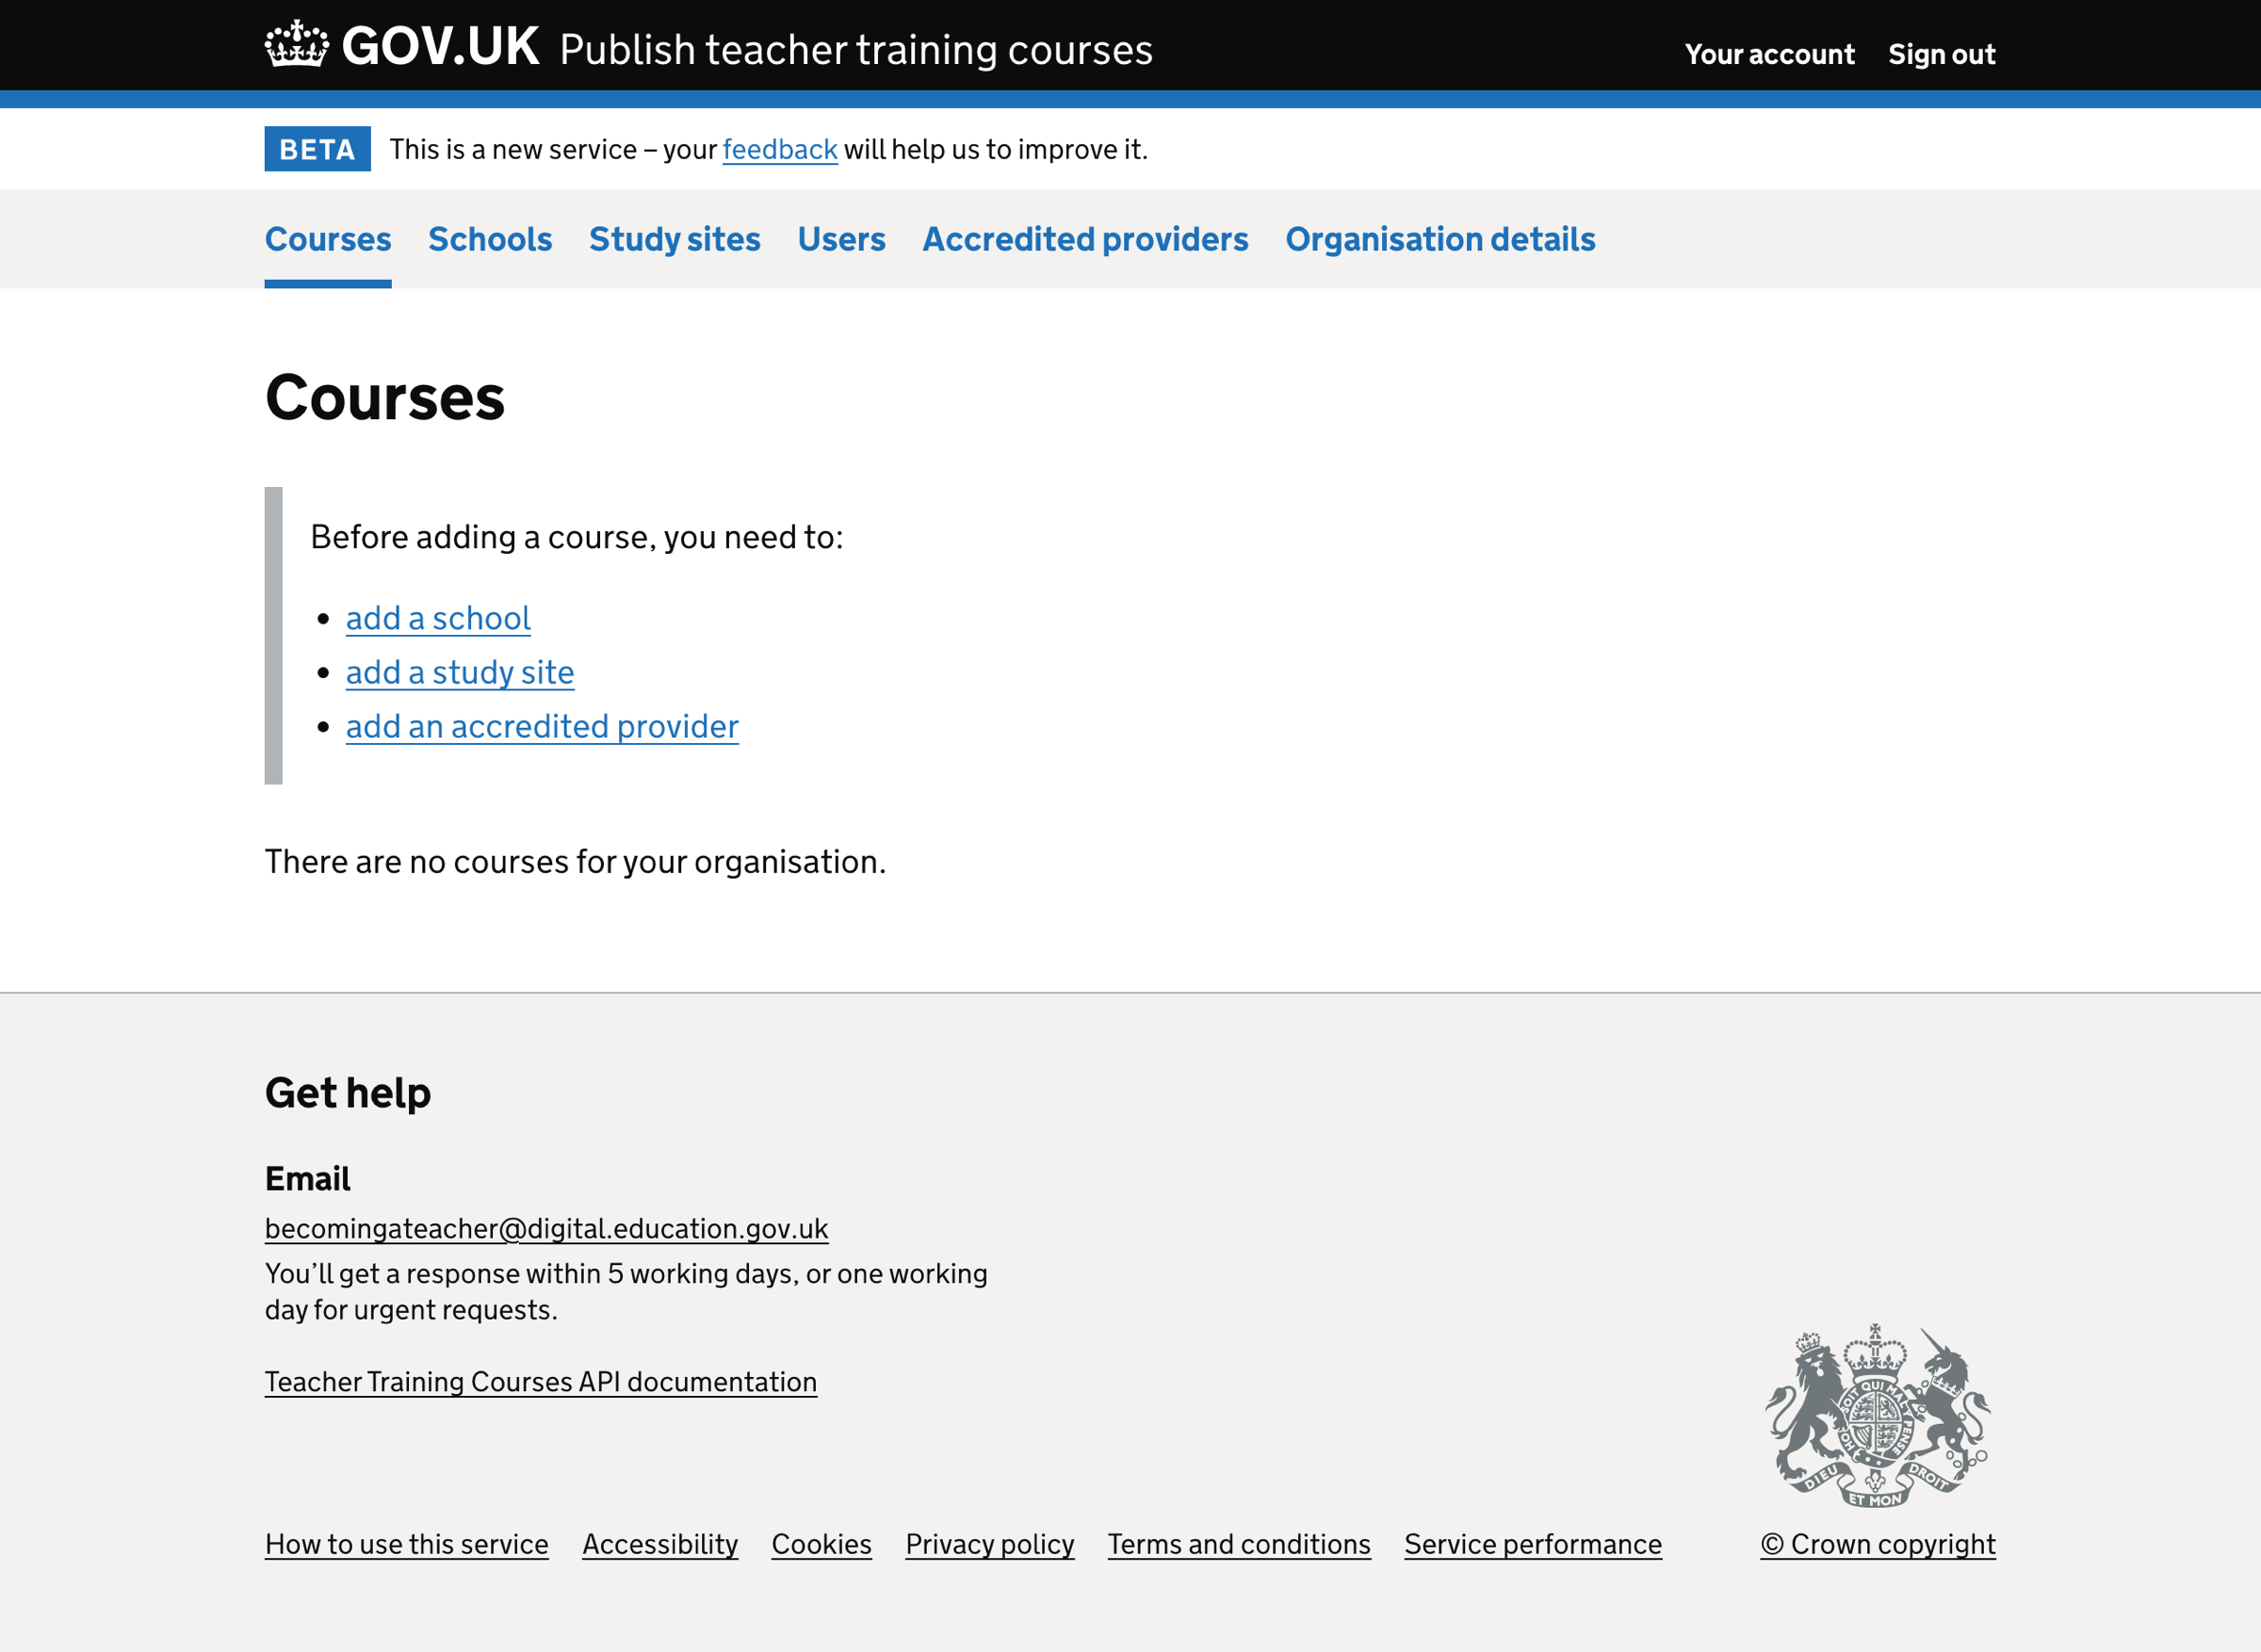 GOV.UK Publish teacher training courses
Your account Sign out
BETA This is a new service – your feedback will help us to improve it.
Courses Schools Study sites Users Accredited providers Organisation details
Courses
Before adding a course, you need to:
• add a school
• add a study site
• add an accredited provider
There are no courses for your organisation.
Get help
Email
becomingateacher@digital.education.gov.uk
You’ll get a response within 5 working days, or one working
day for urgent requests.
Teacher Training Courses API documentation
SOIT QUI MAL Y PENSE
DIEU ET MON DROIT
How to use this service Accessibility Cookies Privacy policy Terms and conditions Service performance © Crown copyright